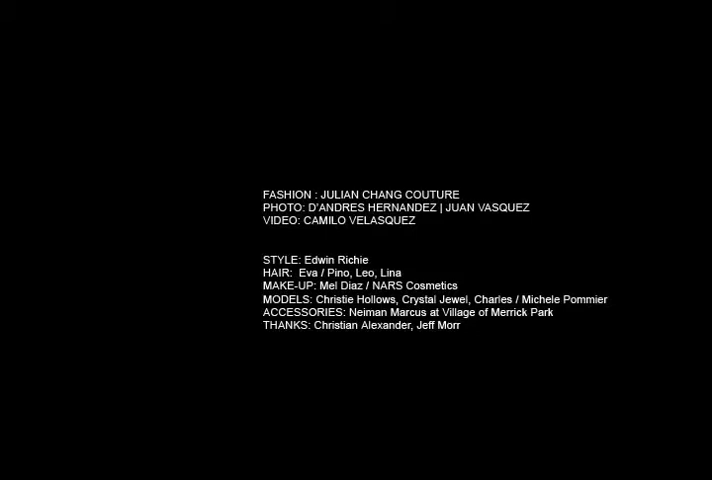 FASHION : JULIAN CHANG COUTURE
PHOTO: D'ANDRES HERNANDEZ | JUAN VASQUEZ
VIDEO: CAMILO VELASQUEZ
STYLE: Edwin Richie
HAIR: Eva / Pino, Leo, Lina
MAKE-UP: Mel Diaz / NARS Cosmetics
MODELS: Christie Hollows, Crystal Jewel, Charles / Michele Pommier
ACCESSORIES: Neiman Marcus at Village of Merrick Park
THANKS: Christian Alexander, Jeff Morr